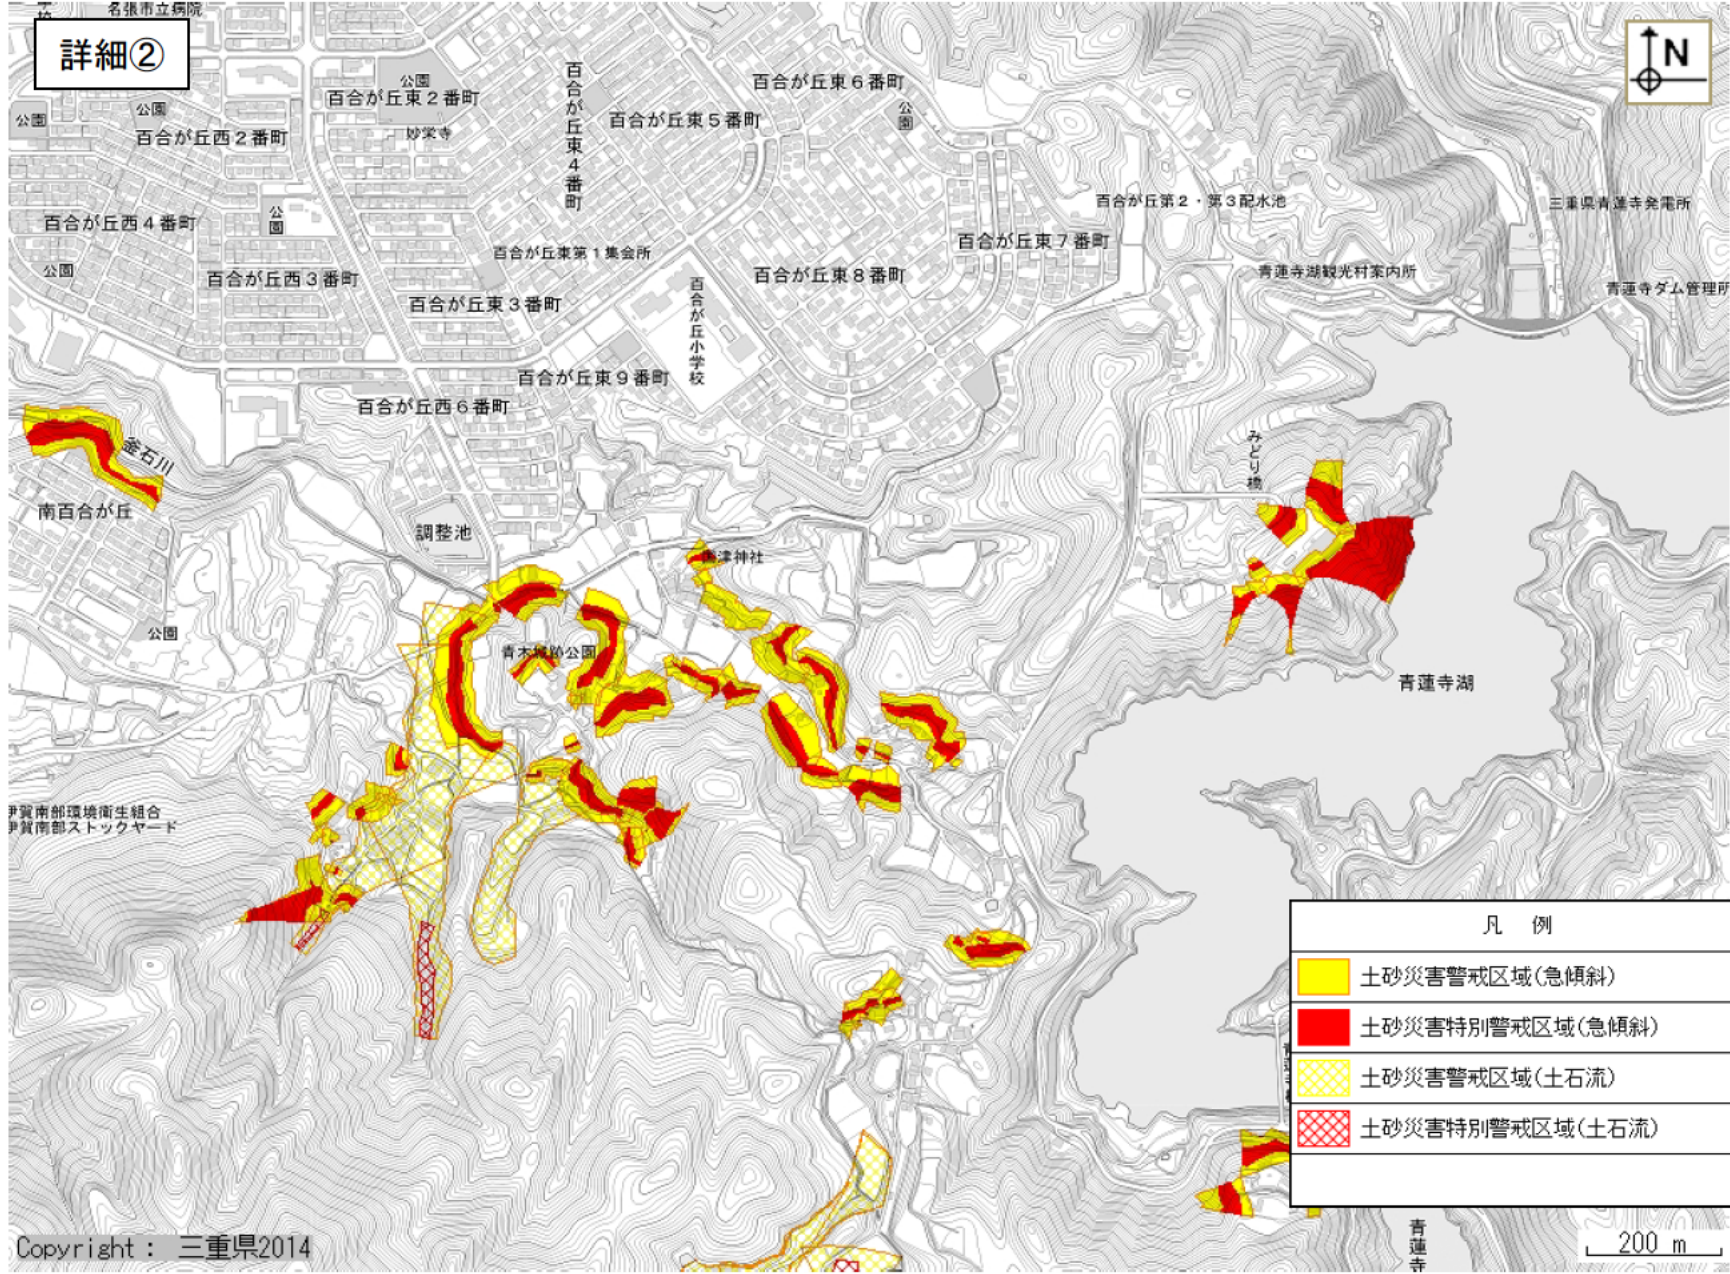 名張市立病院
詳細②
N
公園
百合が丘東2番町
百合が丘東4番町
百合が丘東6番町
公園
公園
公園
百合が丘西2番町
妙栄寺
百合が丘東5番町
百合が丘西4番町
公園
百合が丘第2・第3配水池
三重県青蓮寺発電所
百合が丘東第1集会所
百合が丘東7番町
公園
百合が丘西3番町
百合が丘東3番町
百合が丘小学校
百合が丘東8番町
青蓮寺湖観光村案内所
青蓮寺ダム管理所
百合が丘東9番町
百合が丘西6番町
釜石川
みどり橋
南百合が丘
調整池
津神社
公園
青木城跡公園
青蓮寺湖
伊賀南部環境衛生組合
伊賀南部ストックヤード
凡 例
土砂災害警戒区域(急傾斜)
土砂災害特別警戒区域(急傾斜)
土砂災害警戒区域(土石流)
土砂災害特別警戒区域(土石流)
青蓮寺
Copyright： 三重県2014
200 m